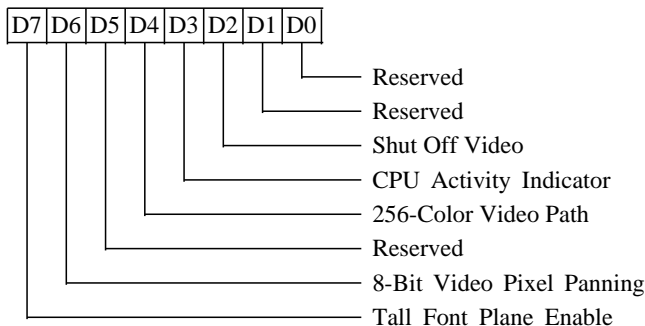 D7 D6 D5 D4 D3 D2 D1 D0
Reserved
Reserved
Shut Off Video
CPU Activity Indicator
256-Color Video Path
Reserved
8-Bit Video Pixel Panning
Tall Font Plane Enable